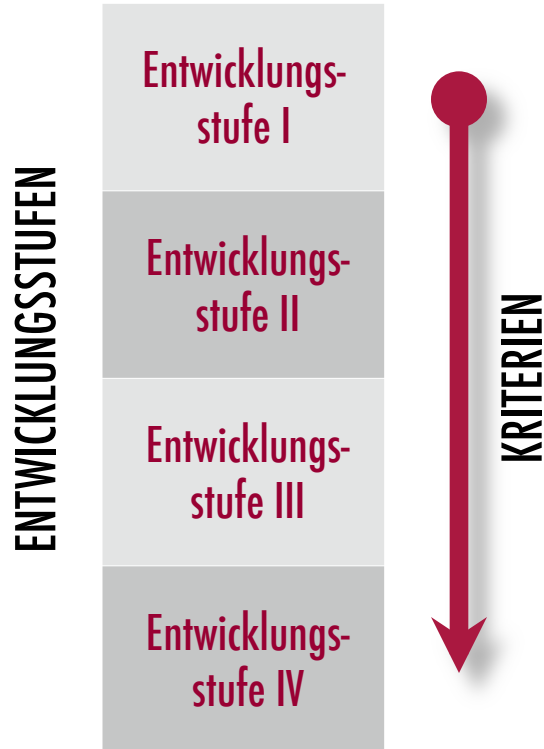 ENTWICKLUNGSSTUFEN
Entwicklungs-
stufe I
Entwicklungs-
stufe II
Entwicklungs-
stufe III
Entwicklungs-
stufe IV
KRITERIEN